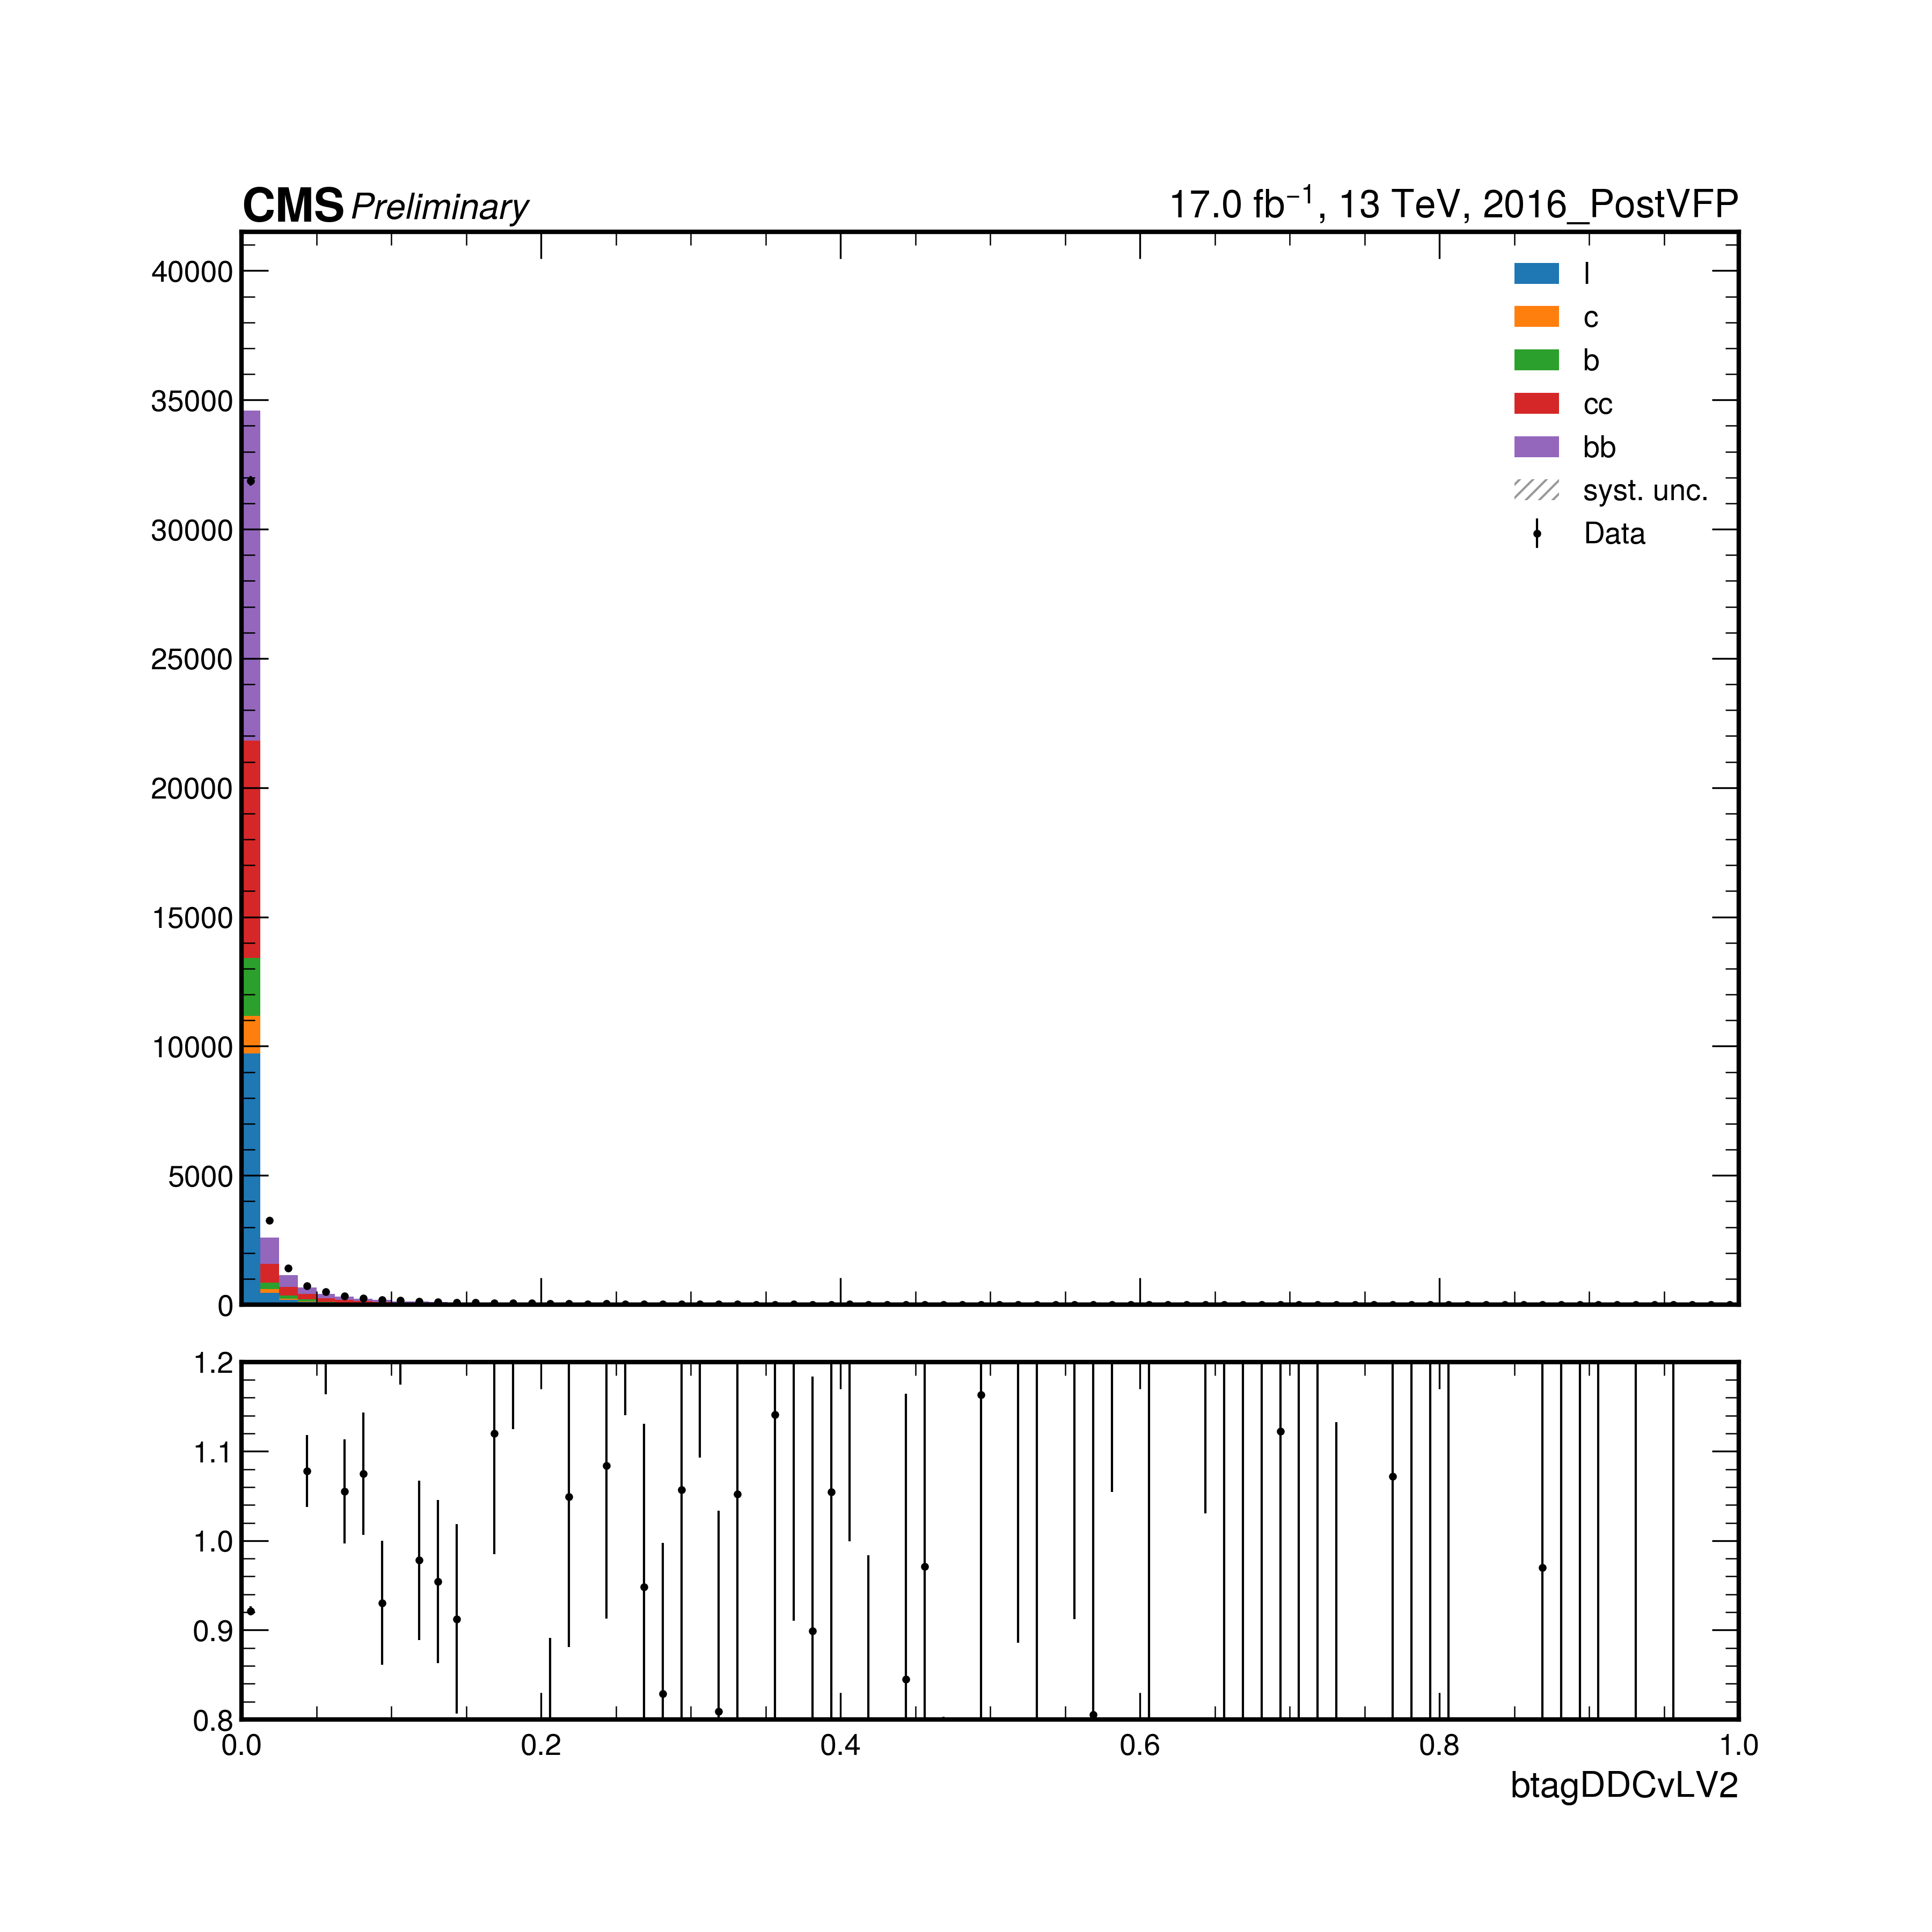 CMS Preliminary 17.0 fb⁻¹, 13 TeV, 2016_PostVFP
40000
35000
30000
25000
20000
15000
10000
5000
0
l
c
b
cc
bb
syst. unc.
Data
1.2
1.1
1.0
0.9
0.8
0.0 0.2 0.4 0.6 0.8 1.0
btagDDCvLV2